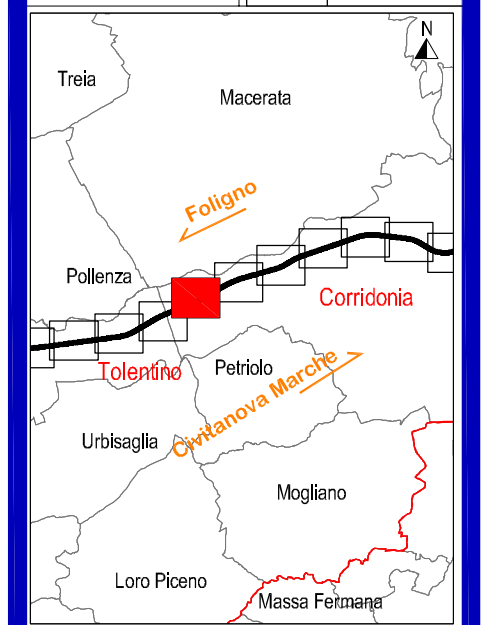 N
Treia
Macerata
Foligno
Pollenza
Corridonia
Tolentino
Petriolo
Civitanova Marche
Urbisaglia
Mogliano
Loro Piceno
Massa Fermana